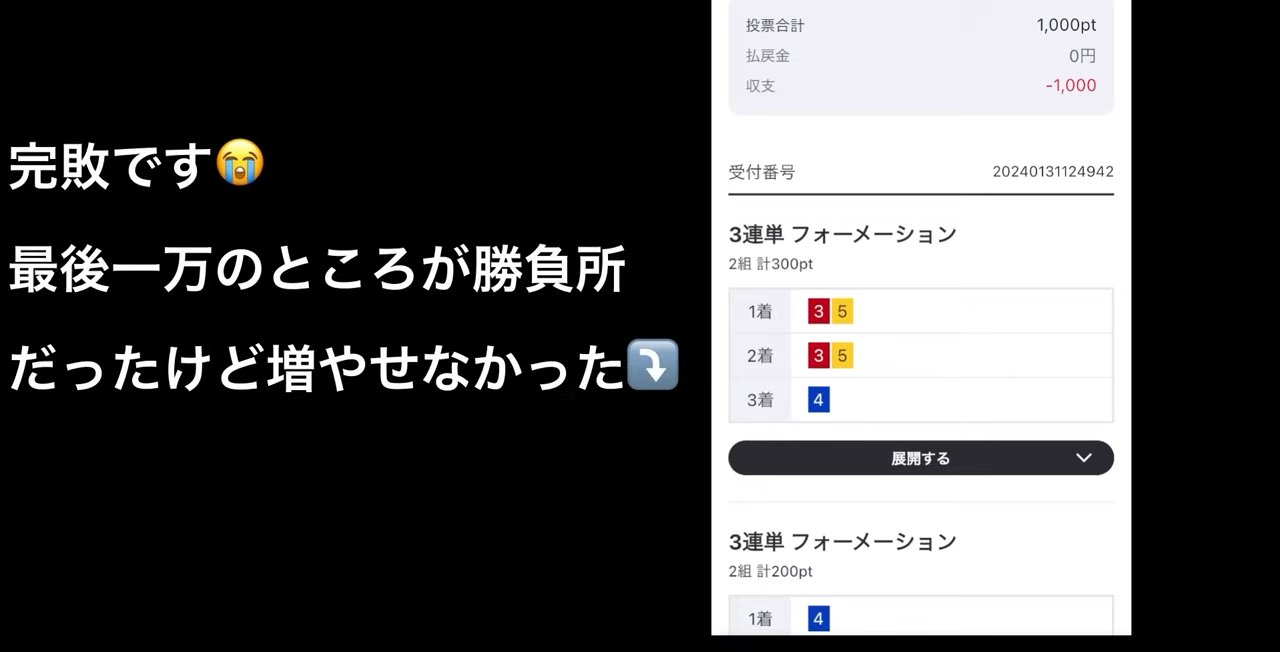 完敗です😭
最後一万のところが勝負所
だったけど増やせなかった⤵️
投票合計 1,000pt
払戻金 0円
収支 -1,000
受付番号 20240131124942
3連単 フォーメーション
2組 計300pt
1着 3 5
2着 3 5
3着 4
展開する
3連単 フォーメーション
2組 計200pt
1着 4